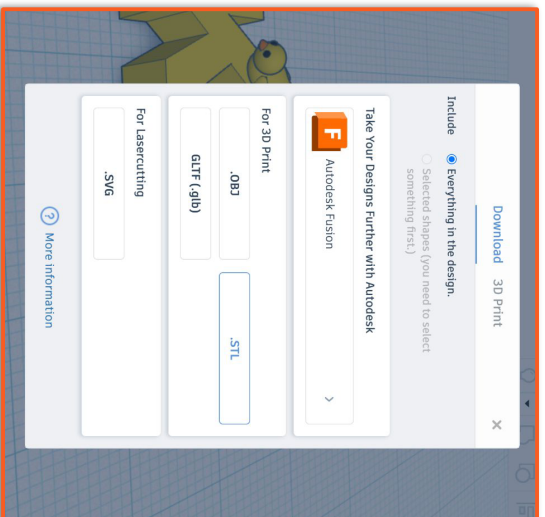 Download 3D Print
Include Everything in the design.
Selected shapes (you need to select
something first.)
Take Your Designs Further with Autodesk
F Autodesk Fusion
For 3D Print
.OBJ .STL
GLTF (.glb)
For Lasercutting
.SVG
? More information